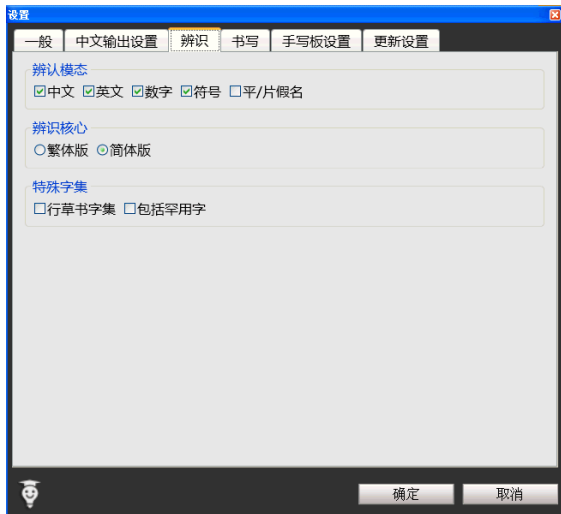 设置
一般 中文输出设置 辨识 书写 手写板设置 更新设置
辨认模态
中文 英文 数字 符号 平/片假名
辨识核心
繁体版 简体版
特殊字集
行草书字集 包括罕用字
确定 取消